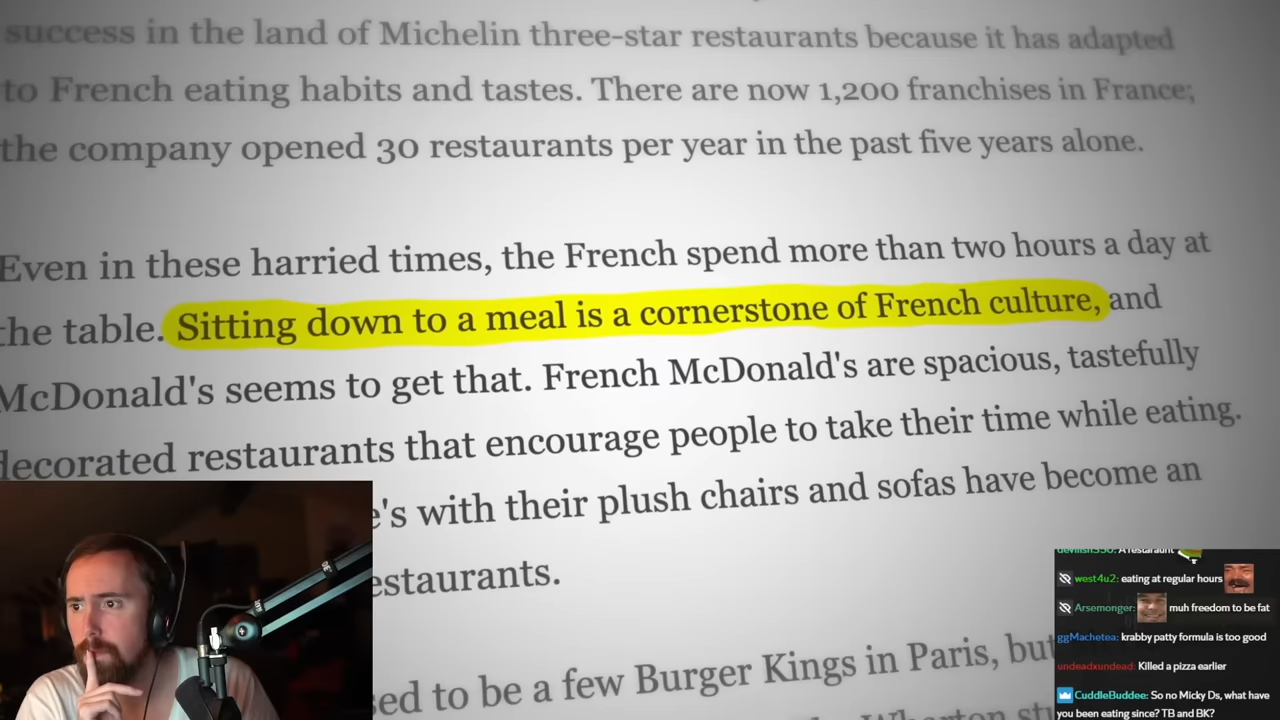 success in the land of Michelin three-star restaurants because it has adapted
to French eating habits and tastes. There are now 1,200 franchises in France;
the company opened 30 restaurants per year in the past five years alone.
Even in these harried times, the French spend more than two hours a day at
the table. Sitting down to a meal is a cornerstone of French culture, and
McDonald's seems to get that. French McDonald's are spacious, tastefully
decorated restaurants that encourage people to take their time while eating.
e's with their plush chairs and sofas have become an
estaurants.
sed to be a few Burger Kings in Paris, but
Wharton stu
devilish350: A restaraunt
west4u2: eating at regular hours
Arsemonger: muh freedom to be fat
ggMachetea: krabby patty formula is too good
undeadxundead: Killed a pizza earlier
CuddleBuddee: So no Micky Ds, what have
you been eating since? TB and BK?